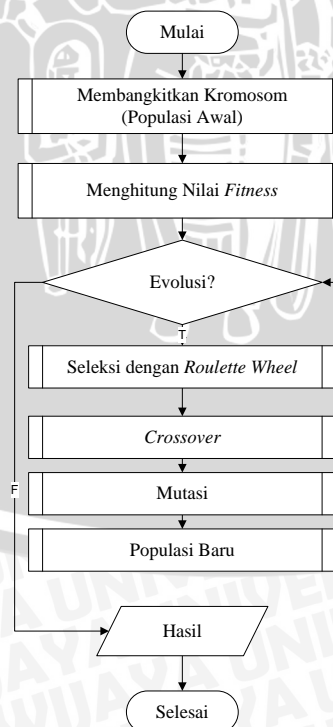 Mulai
Membangkitkan Kromosom
(Populasi Awal)
Menghitung Nilai Fitness
Evolusi?
T
Seleksi dengan Roulette Wheel
Crossover
Mutasi
F
Populasi Baru
Hasil
Selesai